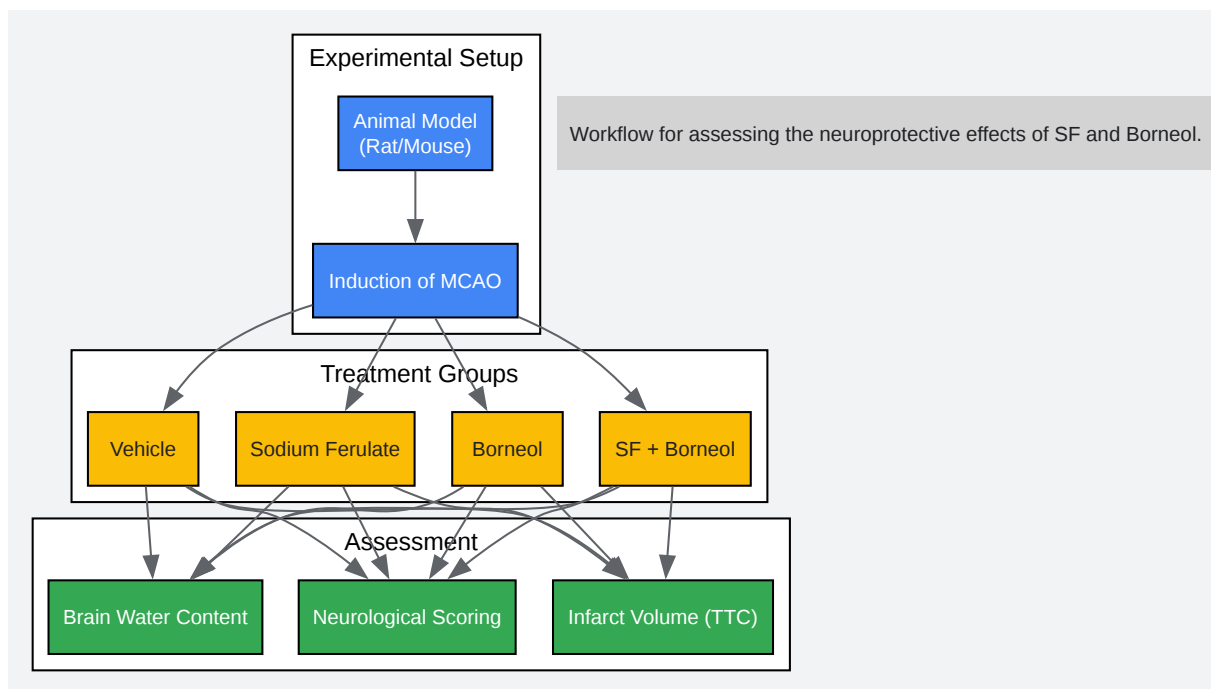 Experimental Setup
Animal Model
(Rat/Mouse)
Workflow for assessing the neuroprotective effects of SF and Borneol.
Induction of MCAO
Treatment Groups
Vehicle
Sodium Ferulate
Borneol
SF + Borneol
Assessment
Brain Water Content
Neurological Scoring
Infarct Volume (TTC)